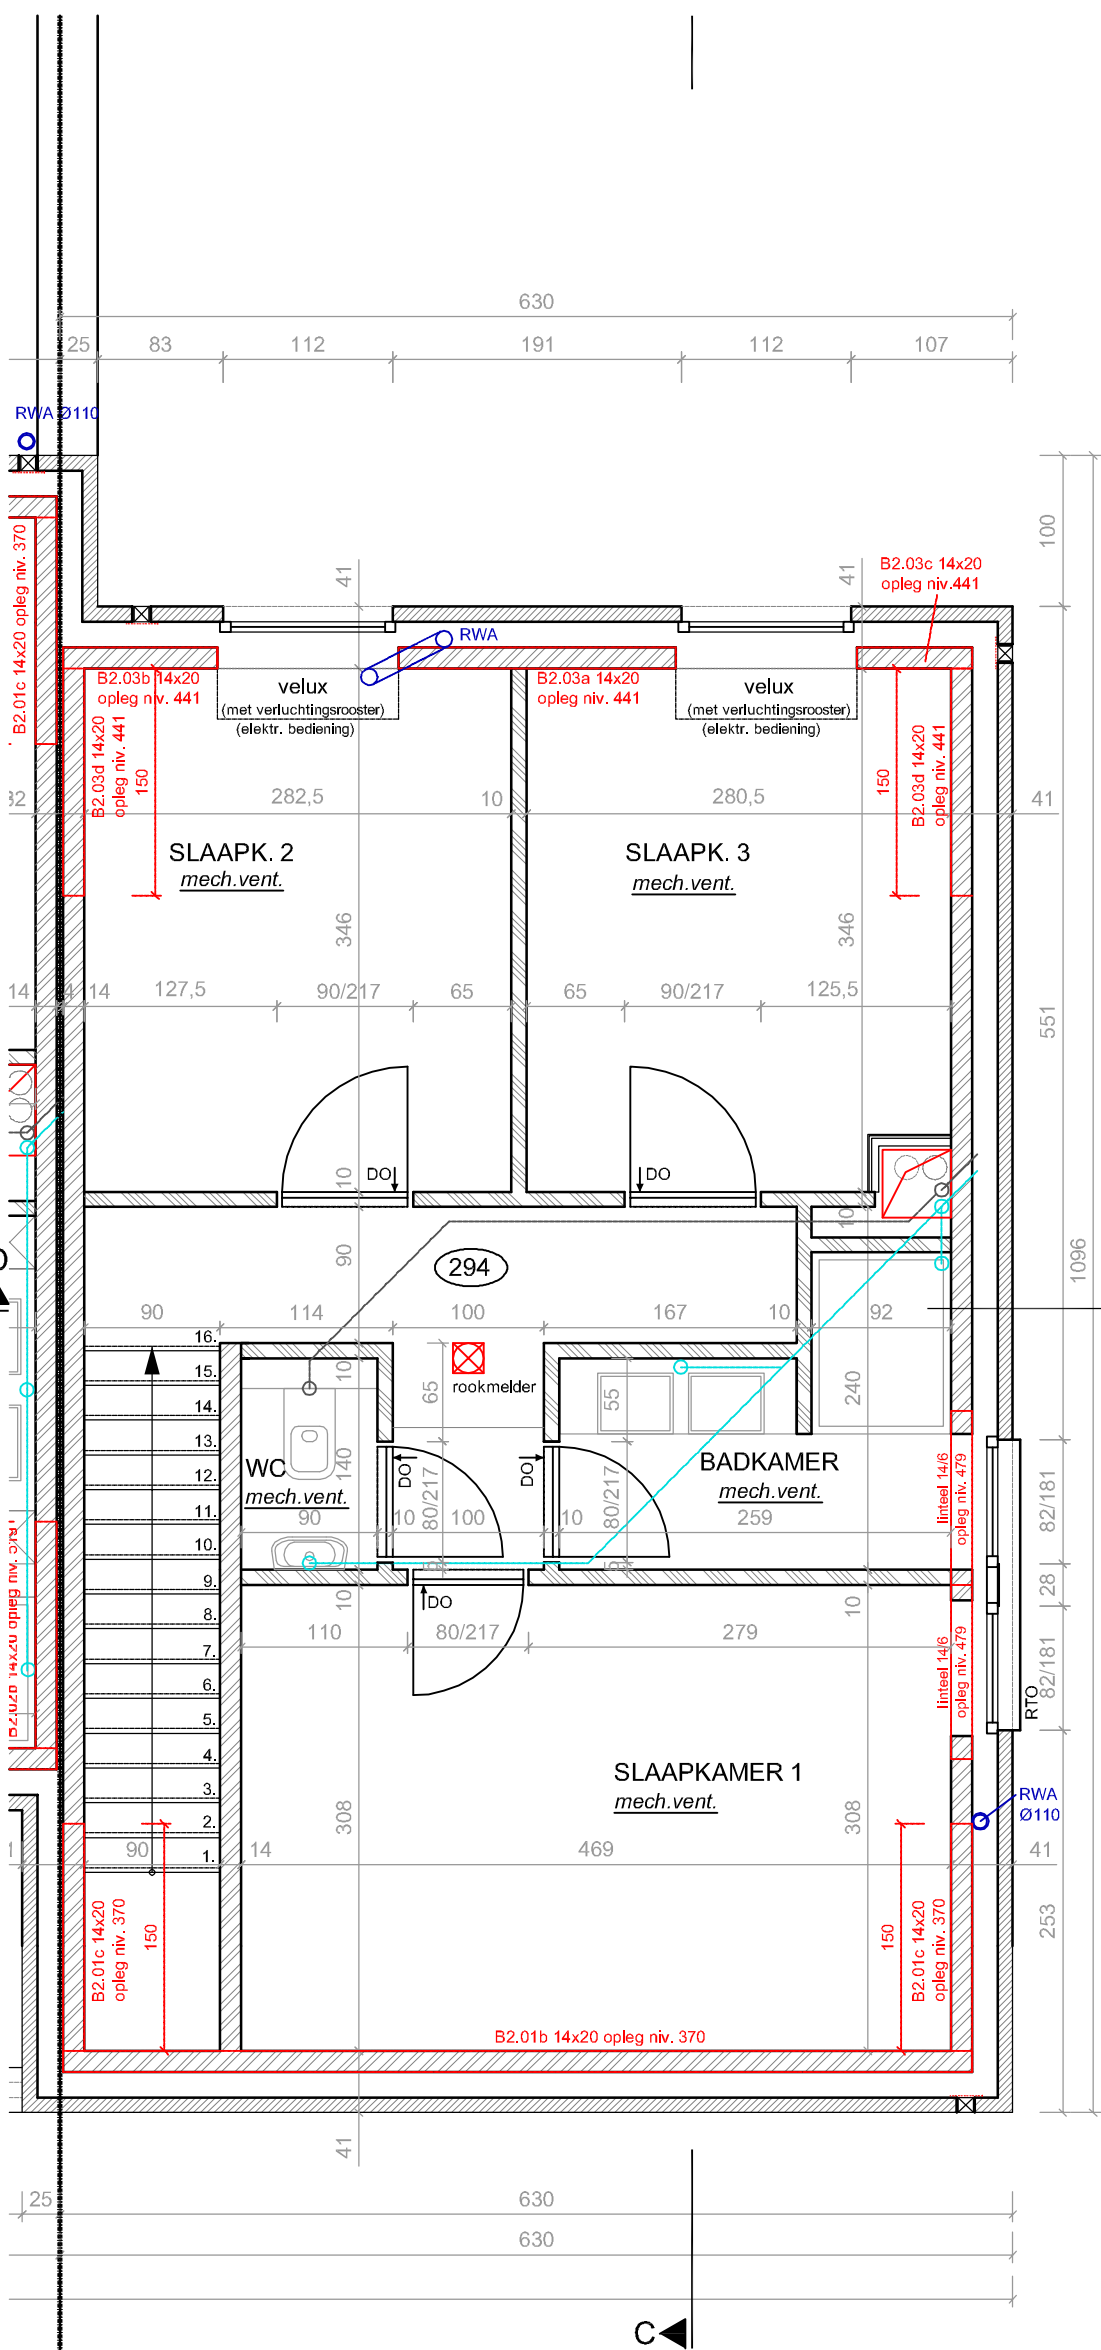 630
25 83 112 191 112 107
RWA Ø110
100
41
41
B2.03c 14x20
opleg niv.441
RWA
B2.01c 14x20 opleg niv. 370
B2.03b 14x20
opleg niv. 441
velux
(met verluchtingsrooster)
(elektr. bediening)
B2.03a 14x20
opleg niv. 441
velux
(met verluchtingsrooster)
(elektr. bediening)
B2.03d 14x20
opleg niv. 441
150
150
B2.03d 14x20
opleg niv. 441
282,5 10 280,5 41
SLAAPK. 2
mech.vent.
SLAAPK. 3
mech.vent.
346
346
14 4 14 127,5 90/217 65 65 90/217 125,5
551
DO
DO
10
10
90
294
1096
90 114 100 167 10 92
16.
15.
14.
13.
12.
11.
10.
9.
8.
7.
6.
5.
4.
3.
2.
1.
10
65
rookmelder
55
240
WC
mech.vent.
140
DO
80/217
DO
80/217
BADKAMER
mech.vent.
90 10 100 10 259
linteel 14/6
opleg niv. 479
82/181
28
10
DO
10
110 80/217 279
linteel 14/6
opleg niv. 479
82/181
RTO
SLAAPKAMER 1
mech.vent.
RWA
Ø110
308
308
90 14 469 41
B2.01c 14x20
opleg niv. 370
150
150
B2.01c 14x20
opleg niv. 370
253
B2.01b 14x20 opleg niv. 370
41
25 630
630
C